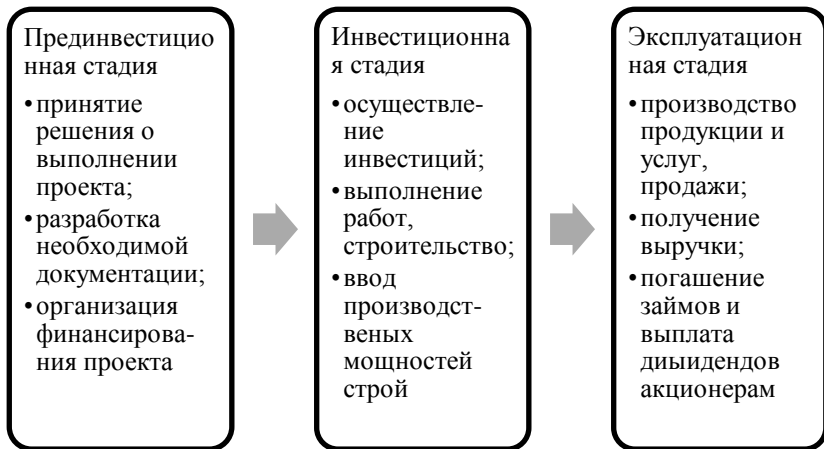 Прединвестицио
нная стадия
•принятие
решения о
выполнении
проекта;
•разработка
необходимой
документации;
•организация
финансирова-
ния проекта
Инвестиционна
я стадия
•осуществле-
ние
инвестиций;
•выполнение
работ,
строительство;
•ввод
производст-
веных
мощностей
строй
Эксплуатацион
ная стадия
•производство
продукции и
услуг,
продажи;
•получение
выручки;
•погашение
займов и
выплата
диыидендов
акционерам